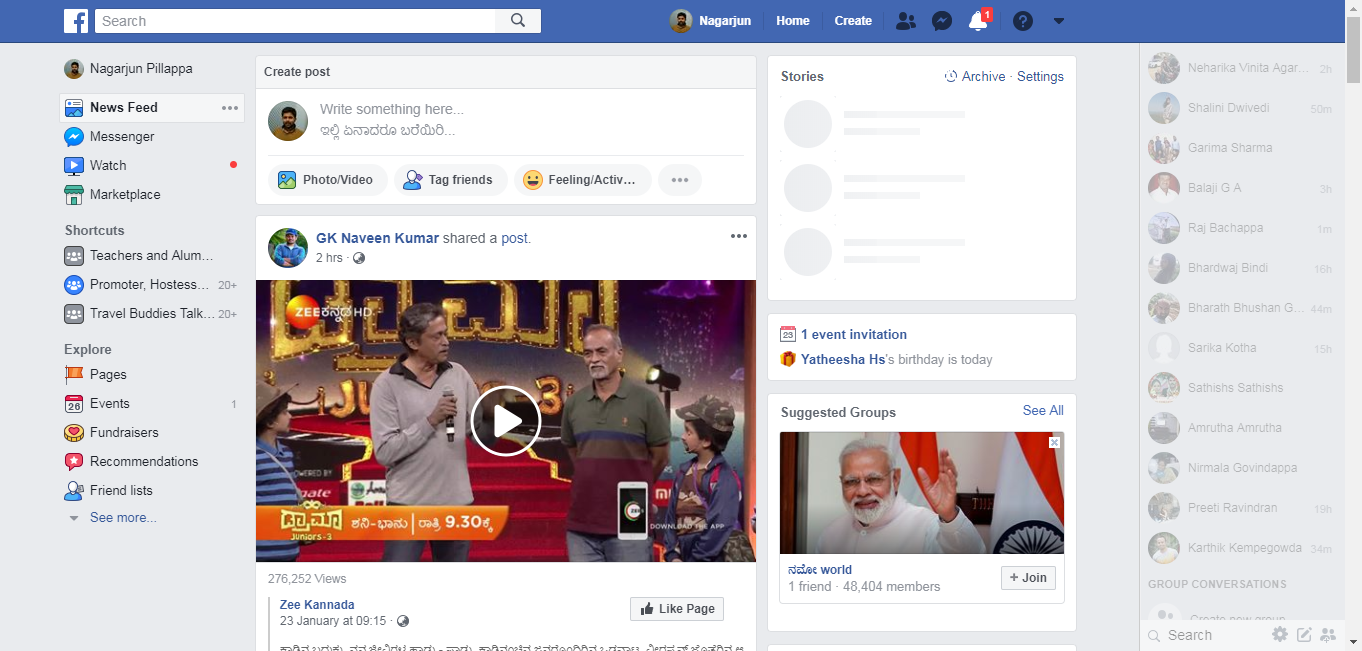 Search
Nagarjun
Home
Create
1
Nagarjun Pillappa
News Feed
Messenger
Watch
Marketplace
Shortcuts
Teachers and Alum...
Promoter, Hostess... 20+
Travel Buddies Talk... 20+
Explore
Pages
Events 1
Fundraisers
Recommendations
Friend lists
See more...
Create post
Write something here...
ಇಲ್ಲಿ ಏನಾದರೂ ಬರೆಯಿರಿ...
Photo/Video
Tag friends
Feeling/Activ...
GK Naveen Kumar shared a post.
2 hrs ·
ZEEಕನ್ನಡ HD
JUNIORS 3
POWERED BY
ಡ್ರಾಮಾ
Juniors-3
ಶನಿ-ಭಾನು | ರಾತ್ರಿ 9.30ಕ್ಕೆ
ZEE
DOWNLOAD THE APP
276,252 Views
Zee Kannada
23 January at 09:15 ·
Like Page
Stories
Archive · Settings
23
1 event invitation
Yatheesha Hs's birthday is today
Suggested Groups
See All
ನಮೋ world
1 friend · 48,404 members
+ Join
Neharika Vinita Agar... 2h
Shalini Dwivedi 50m
Garima Sharma
Balaji G A 3h
Raj Bachappa 1m
Bhardwaj Bindi 16h
Bharath Bhushan G... 44m
Sarika Kotha 15h
Sathishs Sathishs
Amrutha Amrutha
Nirmala Govindappa
Preeti Ravindran 19h
Karthik Kempegowda 34m
GROUP CONVERSATIONS
Create new group
Search